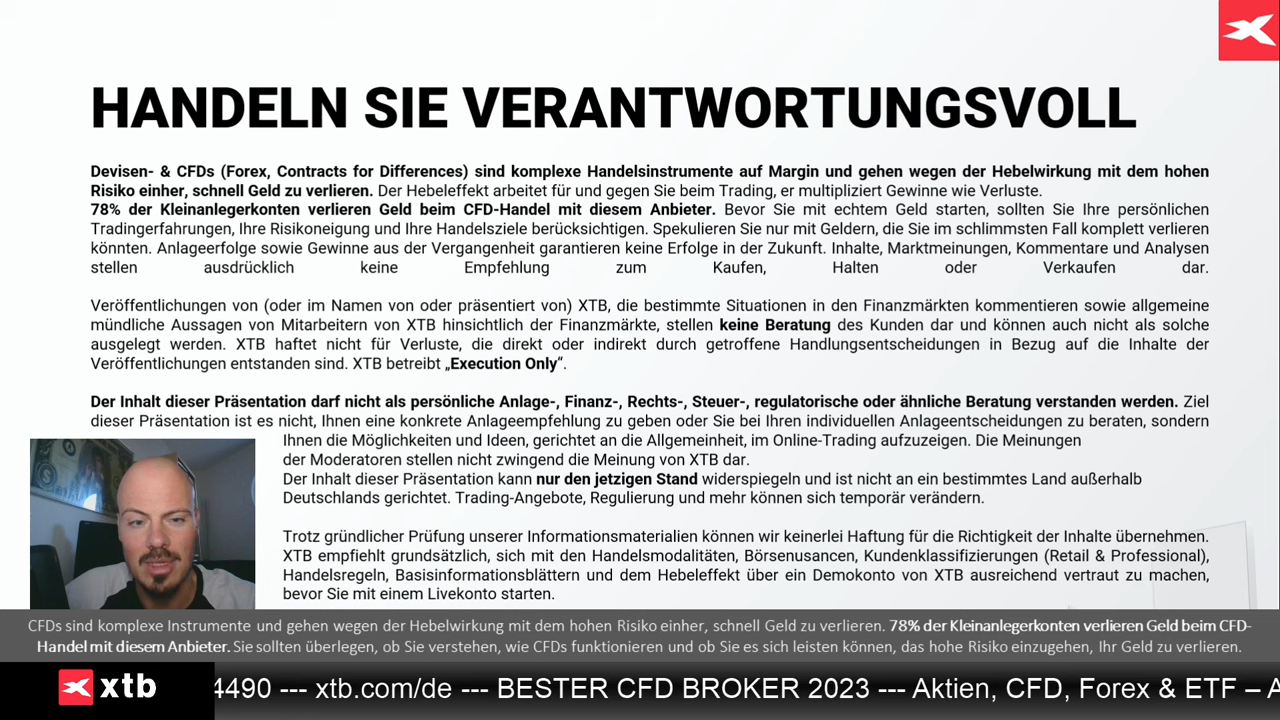 HANDELN SIE VERANTWORTUNGSVOLL
Devisen- & CFDs (Forex, Contracts for Differences) sind komplexe Handelsinstrumente auf Margin und gehen wegen der Hebelwirkung mit dem hohen
Risiko einher, schnell Geld zu verlieren. Der Hebeleffekt arbeitet für und gegen Sie beim Trading, er multipliziert Gewinne wie Verluste.
78% der Kleinanlegerkonten verlieren Geld beim CFD-Handel mit diesem Anbieter. Bevor Sie mit echtem Geld starten, sollten Sie Ihre persönlichen
Tradingerfahrungen, Ihre Risikoneigung und Ihre Handelsziele berücksichtigen. Spekulieren Sie nur mit Geldern, die Sie im schlimmsten Fall komplett verlieren
könnten. Anlageerfolge sowie Gewinne aus der Vergangenheit garantieren keine Erfolge in der Zukunft. Inhalte, Marktmeinungen, Kommentare und Analysen
stellen ausdrücklich keine Empfehlung zum Kaufen, Halten oder Verkaufen dar.
Veröffentlichungen von (oder im Namen von oder präsentiert von) XTB, die bestimmte Situationen in den Finanzmärkten kommentieren sowie allgemeine
mündliche Aussagen von Mitarbeitern von XTB hinsichtlich der Finanzmärkte, stellen keine Beratung des Kunden dar und können auch nicht als solche
ausgelegt werden. XTB haftet nicht für Verluste, die direkt oder indirekt durch getroffene Handlungsentscheidungen in Bezug auf die Inhalte der
Veröffentlichungen entstanden sind. XTB betreibt „Execution Only“.
Der Inhalt dieser Präsentation darf nicht als persönliche Anlage-, Finanz-, Rechts-, Steuer-, regulatorische oder ähnliche Beratung verstanden werden. Ziel
dieser Präsentation ist es nicht, Ihnen eine konkrete Anlageempfehlung zu geben oder Sie bei Ihren individuellen Anlageentscheidungen zu beraten, sondern
Ihnen die Möglichkeiten und Ideen, gerichtet an die Allgemeinheit, im Online-Trading aufzuzeigen. Die Meinungen
der Moderatoren stellen nicht zwingend die Meinung von XTB dar.
Der Inhalt dieser Präsentation kann nur den jetzigen Stand widerspiegeln und ist nicht an ein bestimmtes Land außerhalb
Deutschlands gerichtet. Trading-Angebote, Regulierung und mehr können sich temporär verändern.
Trotz gründlicher Prüfung unserer Informationsmaterialien können wir keinerlei Haftung für die Richtigkeit der Inhalte übernehmen.
XTB empfiehlt grundsätzlich, sich mit den Handelsmodalitäten, Börsenusancen, Kundenklassifizierungen (Retail & Professional),
Handelsregeln, Basisinformationsblättern und dem Hebeleffekt über ein Demokonto von XTB ausreichend vertraut zu machen,
bevor Sie mit einem Livekonto starten.
CFDs sind komplexe Instrumente und gehen wegen der Hebelwirkung mit dem hohen Risiko einher, schnell Geld zu verlieren. 78% der Kleinanlegerkonten verlieren Geld beim CFD-
Handel mit diesem Anbieter. Sie sollten überlegen, ob Sie verstehen, wie CFDs funktionieren und ob Sie es sich leisten können, das hohe Risiko einzugehen, Ihr Geld zu verlieren.
xtb 4490 --- xtb.com/de --- BESTER CFD BROKER 2023 --- Aktien, CFD, Forex & ETF – A